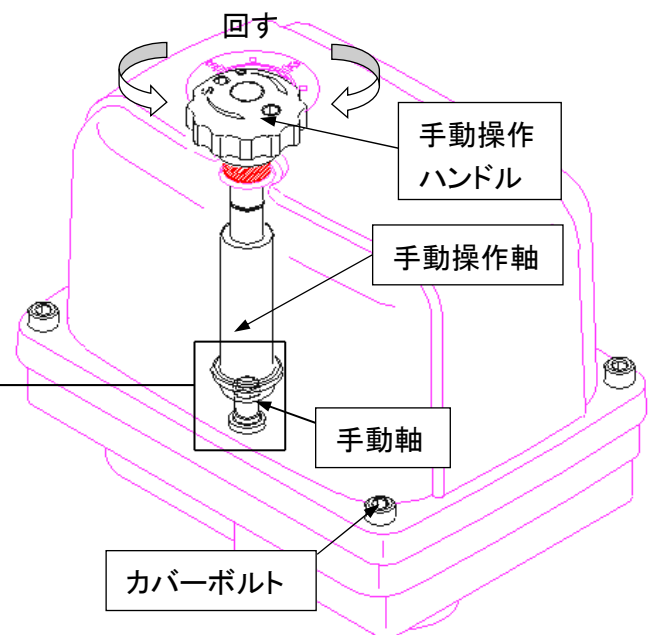 回す
手動操作
ハンドル
手動操作軸
手動軸
カバーボルト